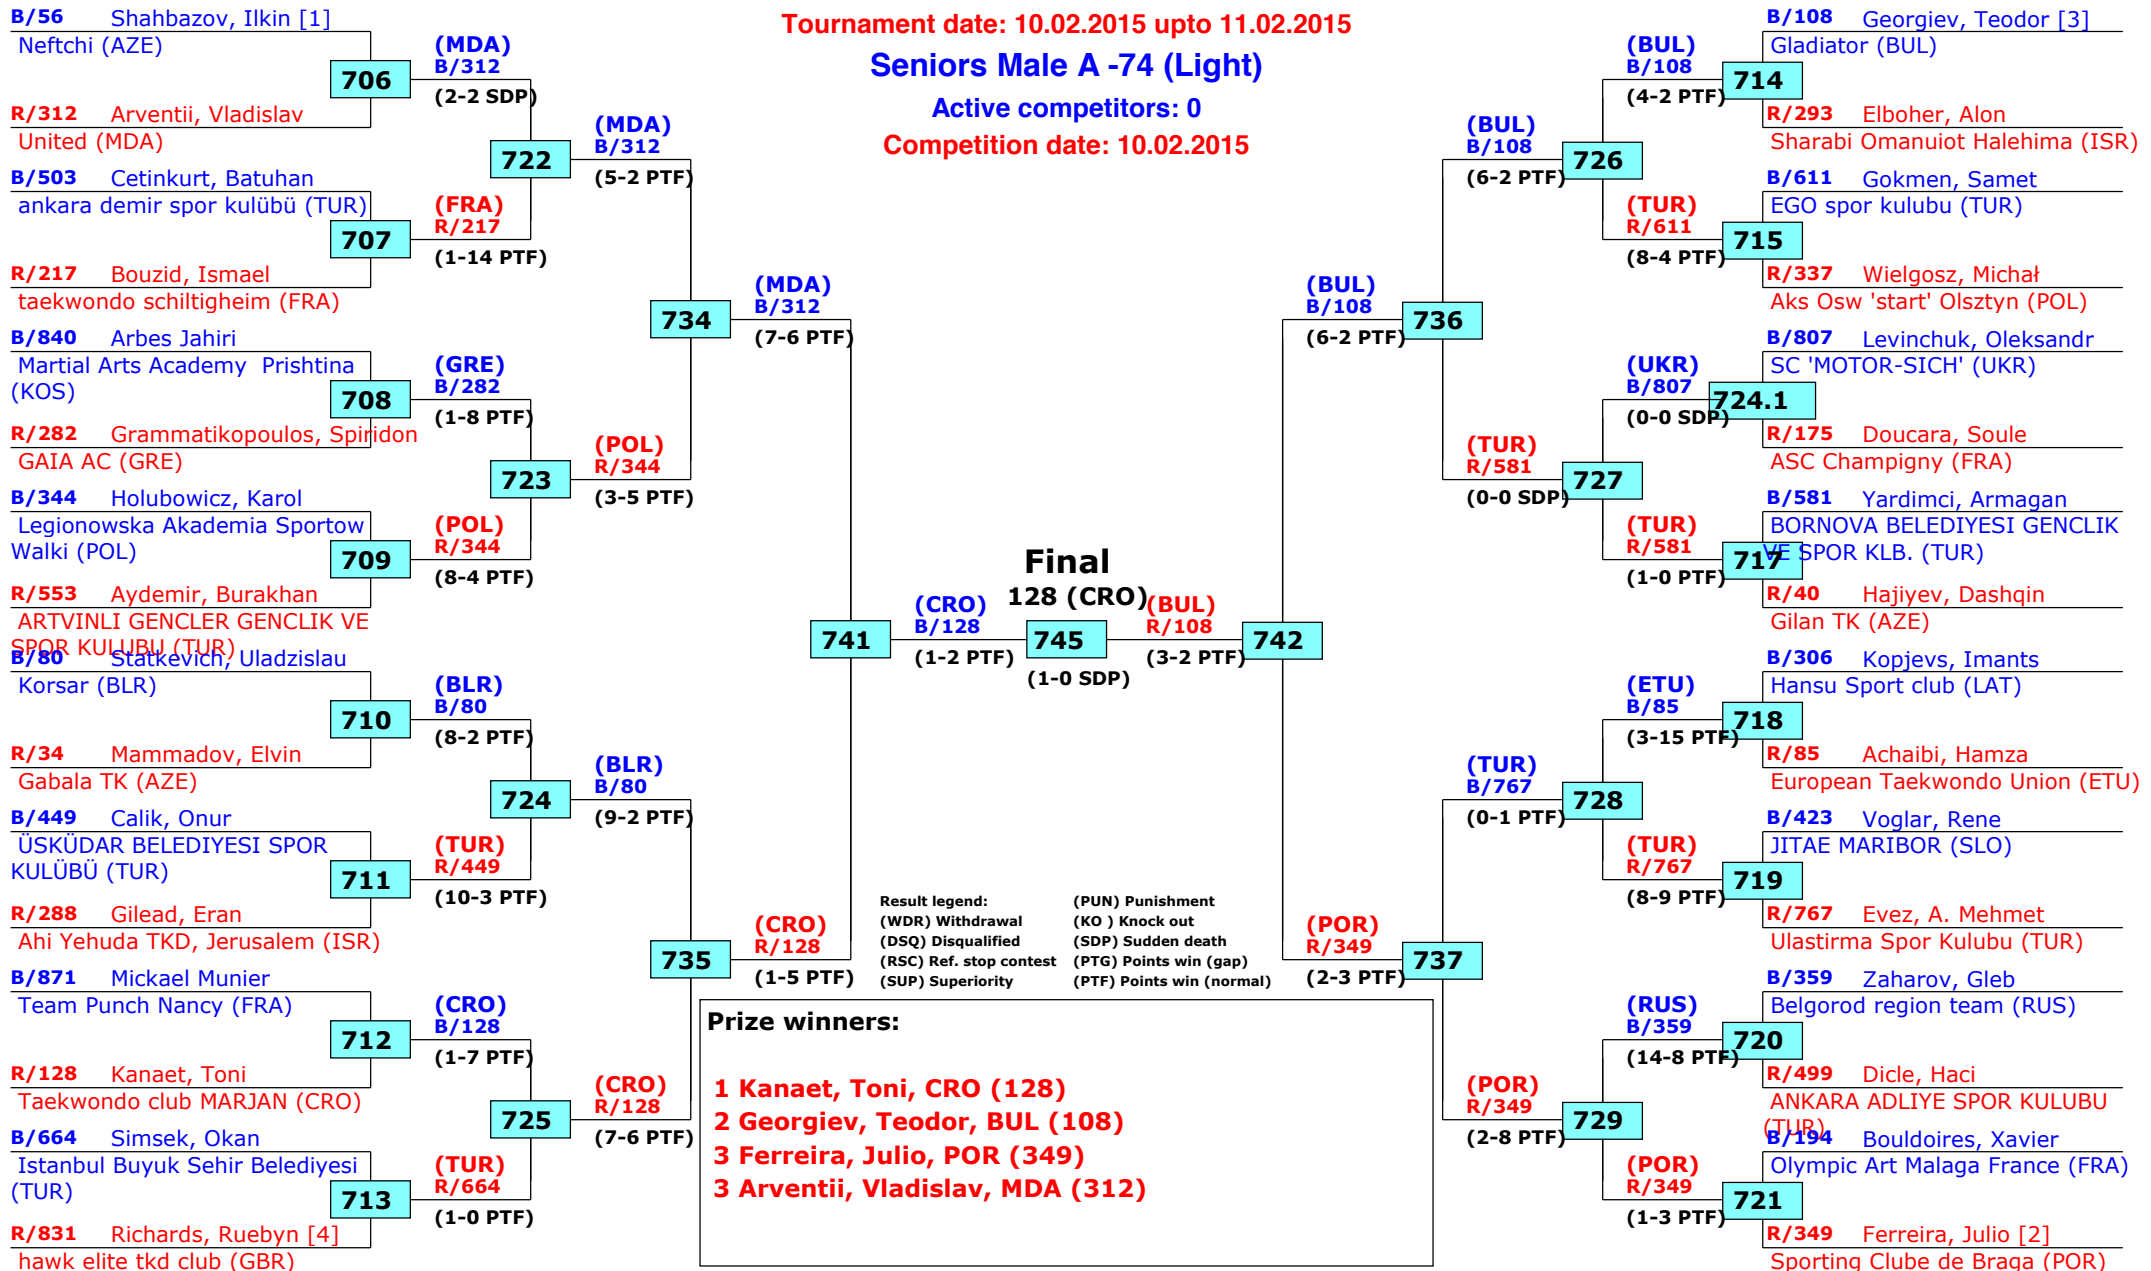 Tournament date: 10.02.2015 upto 11.02.2015
Seniors Male A -74 (Light)
Active competitors: 0
Competition date: 10.02.2015
B/56 Shahbazov, Ilkin [1]
Neftchi (AZE)
706
R/312 Arventii, Vladislav
United (MDA)
B/503 Cetinkurt, Batuhan
ankara demir spor kulübü (TUR)
707
R/217 Bouzid, Ismael
taekwondo schiltigheim (FRA)
B/840 Arbes Jahiri
Martial Arts Academy Prishtina
(KOS)
708
R/282 Grammatikopoulos, Spiridon
GAIA AC (GRE)
B/344 Holubowicz, Karol
Legionowska Akademia Sportow
Walki (POL)
709
R/553 Aydemir, Burakhan
ARTVINLI GENCLER GENCLIK VE
SPOR KULUBU (TUR)
B/80 Statkevich, Uladzislau
Korsar (BLR)
710
R/34 Mammadov, Elvin
Gabala TK (AZE)
B/449 Calik, Onur
ÜSKÜDAR BELEDIYESI SPOR
KULÜBÜ (TUR)
711
R/288 Gilead, Eran
Ahi Yehuda TKD, Jerusalem (ISR)
B/871 Mickael Munier
Team Punch Nancy (FRA)
712
R/128 Kanaet, Toni
Taekwondo club MARJAN (CRO)
B/664 Simsek, Okan
Istanbul Buyuk Sehir Belediyesi
(TUR)
713
R/831 Richards, Ruebyn [4]
hawk elite tkd club (GBR)
(MDA)
B/312
(2-2 SDP)
722
(FRA)
R/217
(1-14 PTF)
(GRE)
B/282
(1-8 PTF)
723
(POL)
R/344
(8-4 PTF)
(BLR)
B/80
(8-2 PTF)
724
(TUR)
R/449
(10-3 PTF)
(CRO)
B/128
(1-7 PTF)
725
(TUR)
R/664
(1-0 PTF)
(MDA)
B/312
(5-2 PTF)
734
(POL)
R/344
(3-5 PTF)
(BLR)
B/80
(9-2 PTF)
735
(CRO)
R/128
(7-6 PTF)
(MDA)
B/312
(7-6 PTF)
741
(CRO)
R/128
(1-5 PTF)
(CRO)
B/128
(1-2 PTF)
Final
128 (CRO)
745
(1-0 SDP)
(BUL)
R/108
(3-2 PTF)
742
(BUL)
B/108
(6-2 PTF)
736
(POR)
R/349
(2-3 PTF)
737
(BUL)
B/108
(6-2 PTF)
726
(TUR)
R/581
(0-0 SDP)
727
(TUR)
B/767
(0-1 PTF)
728
(POR)
R/349
(2-8 PTF)
729
(BUL)
B/108
(4-2 PTF)
(TUR)
R/611
(8-4 PTF)
(UKR)
B/807
(0-0 SDP)
(TUR)
R/581
(1-0 PTF)
(ETU)
B/85
(3-15 PTF)
(TUR)
R/767
(8-9 PTF)
(RUS)
B/359
(14-8 PTF)
(POR)
R/349
(1-3 PTF)
B/108 Georgiev, Teodor [3]
Gladiator (BUL)
714
R/293 Elboher, Alon
Sharabi Omanuiot Halehima (ISR)
B/611 Gokmen, Samet
EGO spor kulubu (TUR)
715
R/337 Wielgosz, Michał
Aks Osw 'start' Olsztyn (POL)
B/807 Levinchuk, Oleksandr
SC 'MOTOR-SICH' (UKR)
724.1
R/175 Doucara, Soule
ASC Champigny (FRA)
B/581 Yardimci, Armagan
BORNOVA BELEDIYESI GENCLIK
VE SPOR KLB. (TUR)
717
R/40 Hajiyev, Dashqin
Gilan TK (AZE)
B/306 Kopjevs, Imants
Hansu Sport club (LAT)
718
R/85 Achaibi, Hamza
European Taekwondo Union (ETU)
B/423 Voglar, Rene
JITAE MARIBOR (SLO)
719
R/767 Evez, A. Mehmet
Ulastirma Spor Kulubu (TUR)
B/359 Zaharov, Gleb
Belgorod region team (RUS)
720
R/499 Dicle, Haci
ANKARA ADLIYE SPOR KULUBU
(TUR)
B/194 Bouldoires, Xavier
Olympic Art Malaga France (FRA)
721
R/349 Ferreira, Julio [2]
Sporting Clube de Braga (POR)
Result legend: (PUN) Punishment
(WDR) Withdrawal (KO ) Knock out
(DSQ) Disqualified (SDP) Sudden death
(RSC) Ref. stop contest (PTG) Points win (gap)
(SUP) Superiority (PTF) Points win (normal)
Prize winners:
1 Kanaet, Toni, CRO (128)
2 Georgiev, Teodor, BUL (108)
3 Ferreira, Julio, POR (349)
3 Arventii, Vladislav, MDA (312)